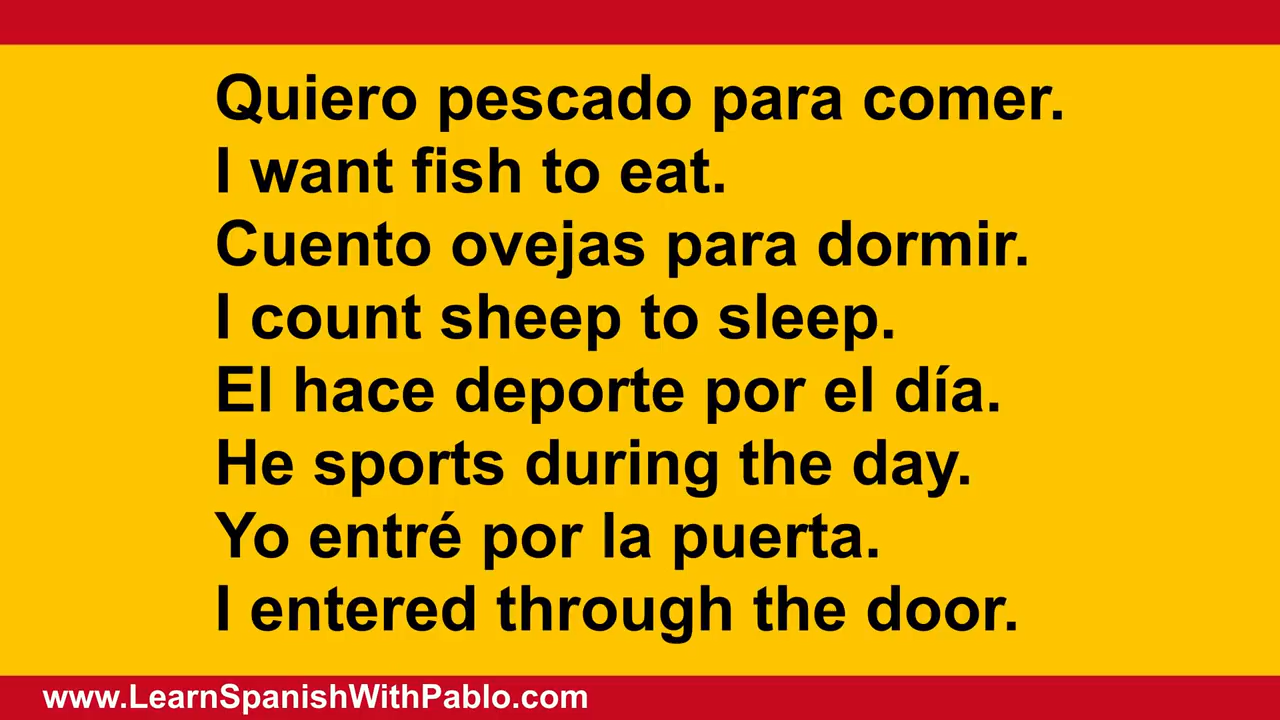 Quiero pescado para comer.
I want fish to eat.
Cuento ovejas para dormir.
I count sheep to sleep.
El hace deporte por el día.
He sports during the day.
Yo entré por la puerta.
I entered through the door.
www.LearnSpanishWithPablo.com